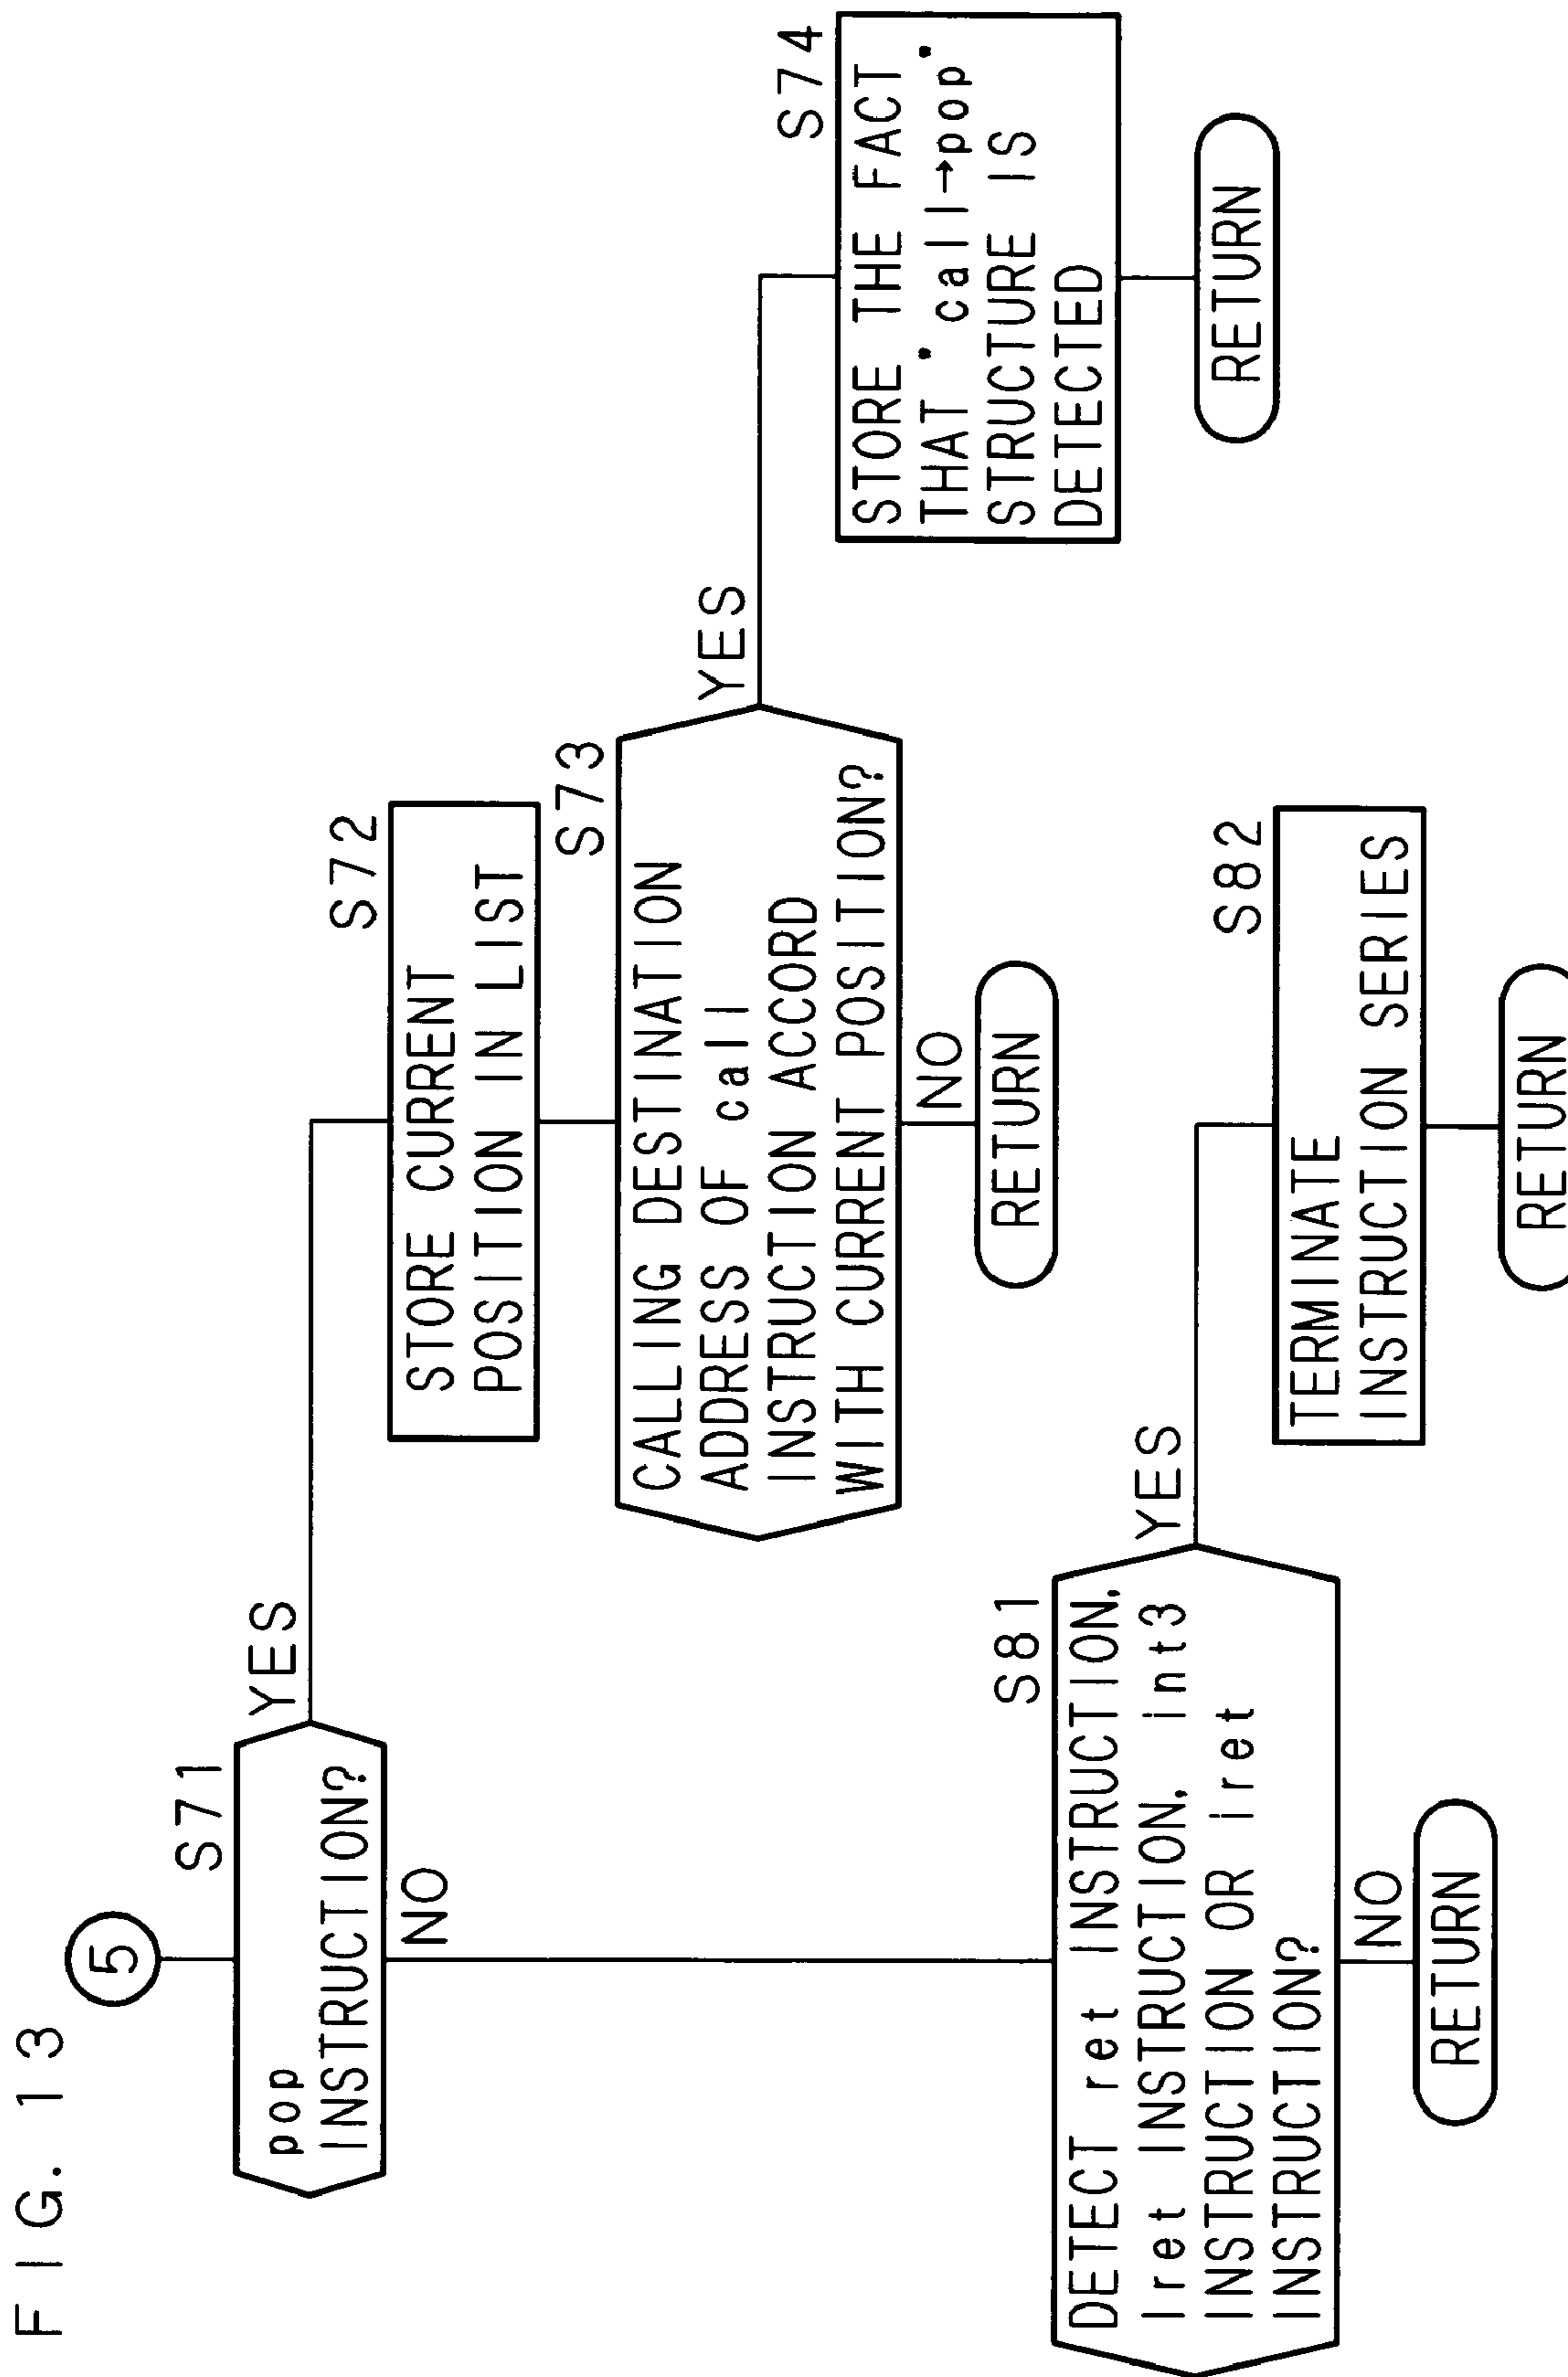 FIG. 13
5
S71
pop
INSTRUCTION?
YES
NO
S72
STORE CURRENT
POSITION IN LIST
S73
CALLING DESTINATION
ADDRESS OF call
INSTRUCTION ACCORD
WITH CURRENT POSITION?
YES
NO
RETURN
S74
STORE THE FACT
THAT "call→pop"
STRUCTURE IS
DETECTED
RETURN
S81
DETECT ret INSTRUCTION,
lret INSTRUCTION, int3
INSTRUCTION OR iret
INSTRUCTION?
YES
NO
RETURN
S82
TERMINATE
INSTRUCTION SERIES
RETURN